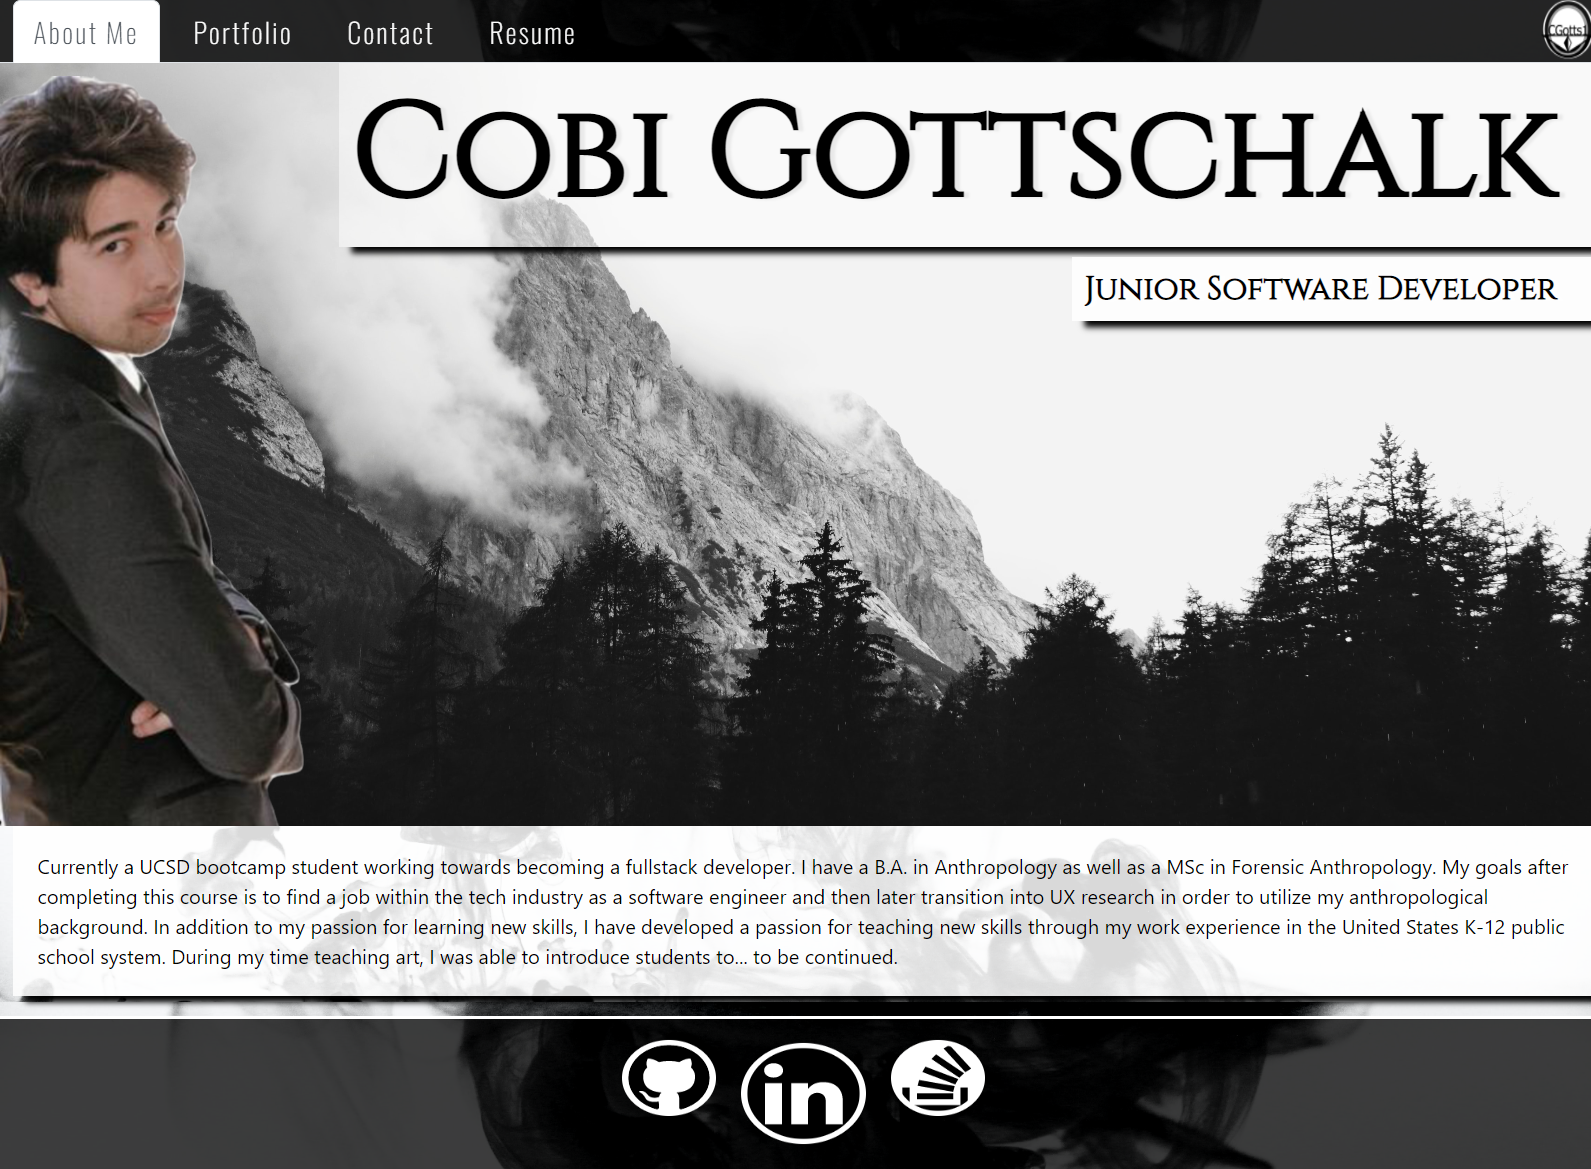 About Me Portfolio Contact Resume
CGotts1
Cobi Gottschalk
Junior Software Developer
Currently a UCSD bootcamp student working towards becoming a fullstack developer. I have a B.A. in Anthropology as well as a MSc in Forensic Anthropology. My goals after
completing this course is to find a job within the tech industry as a software engineer and then later transition into UX research in order to utilize my anthropological
background. In addition to my passion for learning new skills, I have developed a passion for teaching new skills through my work experience in the United States K-12 public
school system. During my time teaching art, I was able to introduce students to... to be continued.
in